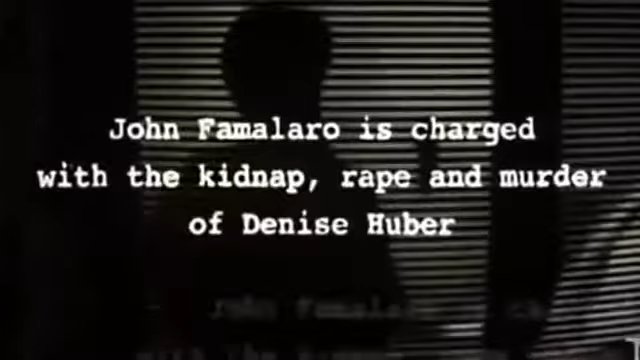 John Famalaro is charged
with the kidnap, rape and murder
of Denise Huber